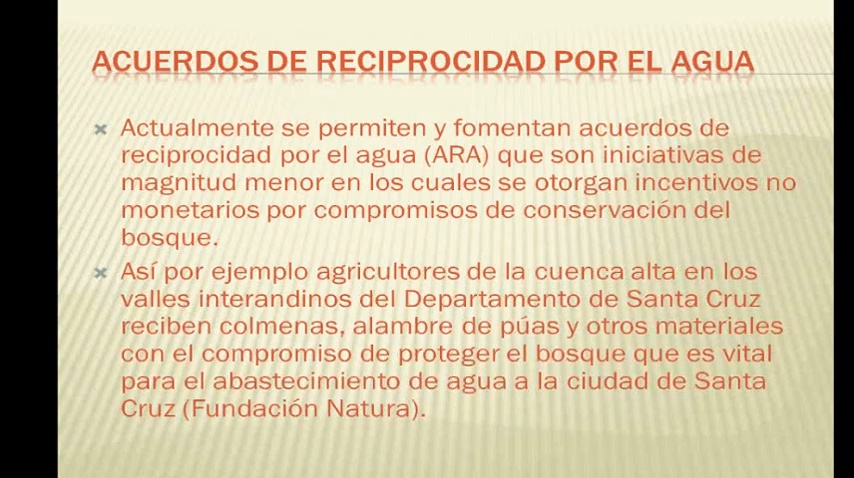 ACUERDOS DE RECIPROCIDAD POR EL AGUA
Actualmente se permiten y fomentan acuerdos de
reciprocidad por el agua (ARA) que son iniciativas de
magnitud menor en los cuales se otorgan incentivos no
monetarios por compromisos de conservación del
bosque.
Así por ejemplo agricultores de la cuenca alta en los
valles interandinos del Departamento de Santa Cruz
reciben colmenas, alambre de púas y otros materiales
con el compromiso de proteger el bosque que es vital
para el abastecimiento de agua a la ciudad de Santa
Cruz (Fundación Natura).